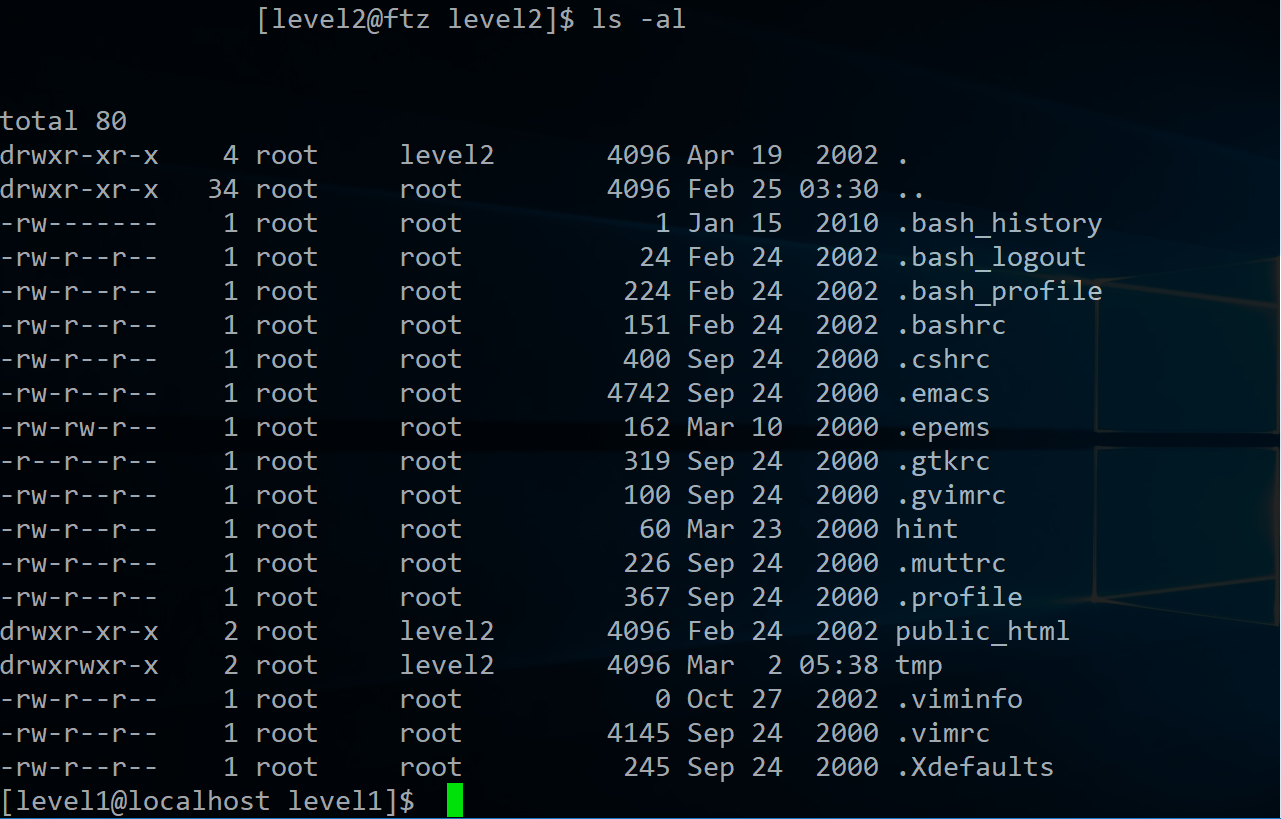 [level2@ftz level2]$ ls -al
total 80
drwxr-xr-x    4 root     level2       4096 Apr 19  2002 .
drwxr-xr-x   34 root     root         4096 Feb 25 03:30 ..
-rw-------    1 root     root            1 Jan 15  2010 .bash_history
-rw-r--r--    1 root     root           24 Feb 24  2002 .bash_logout
-rw-r--r--    1 root     root          224 Feb 24  2002 .bash_profile
-rw-r--r--    1 root     root          151 Feb 24  2002 .bashrc
-rw-r--r--    1 root     root          400 Sep 24  2000 .cshrc
-rw-r--r--    1 root     root         4742 Sep 24  2000 .emacs
-rw-rw-r--    1 root     root          162 Mar 10  2000 .epems
-r--r--r--    1 root     root          319 Sep 24  2000 .gtkrc
-rw-r--r--    1 root     root          100 Sep 24  2000 .gvimrc
-rw-r--r--    1 root     root           60 Mar 23  2000 hint
-rw-r--r--    1 root     root          226 Sep 24  2000 .muttrc
-rw-r--r--    1 root     root          367 Sep 24  2000 .profile
drwxr-xr-x    2 root     level2       4096 Feb 24  2002 public_html
drwxrwxr-x    2 root     level2       4096 Mar  2 05:38 tmp
-rw-r--r--    1 root     root            0 Oct 27  2002 .viminfo
-rw-r--r--    1 root     root         4145 Sep 24  2000 .vimrc
-rw-r--r--    1 root     root          245 Sep 24  2000 .Xdefaults
[level1@localhost level1]$